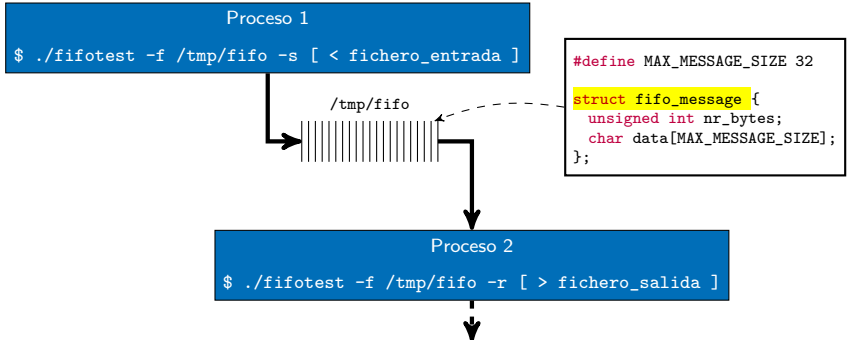 Proceso 1
$ ./fifotest -f /tmp/fifo -s [ < fichero_entrada ]
/tmp/fifo
#define MAX_MESSAGE_SIZE 32
struct fifo_message {
unsigned int nr_bytes;
char data[MAX_MESSAGE_SIZE];
};
Proceso 2
$ ./fifotest -f /tmp/fifo -r [ > fichero_salida ]